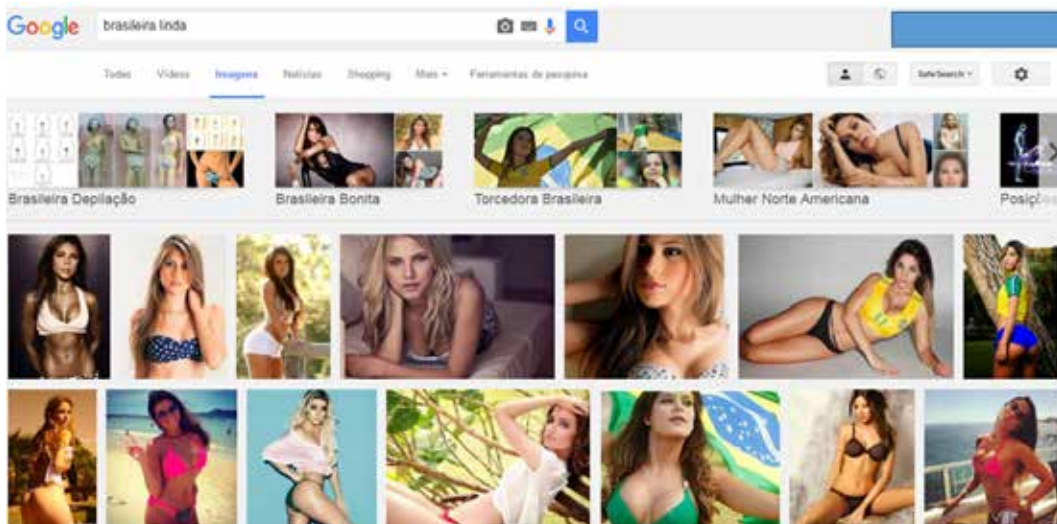 Google brasileira linda
Todas Vídeos Imagens Notícias Shopping Mais Ferramentas de pesquisa SafeSearch
Brasileira Depilação Brasileira Bonita Torcedora Brasileira Mulher Norte Americana